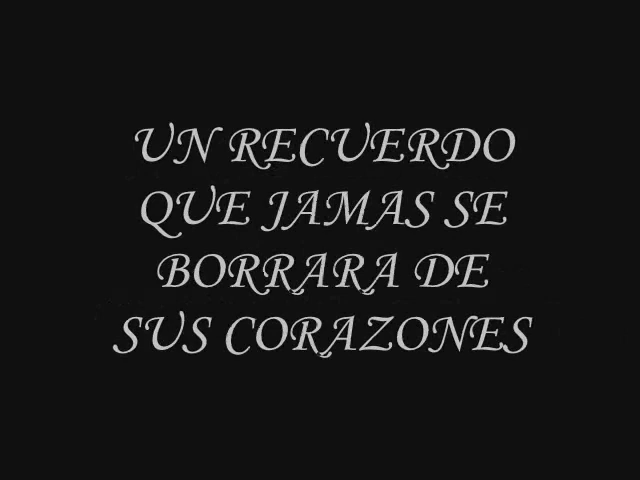 UN RECUERDO
QUE JAMAS SE
BORRARA DE
SUS CORAZONES